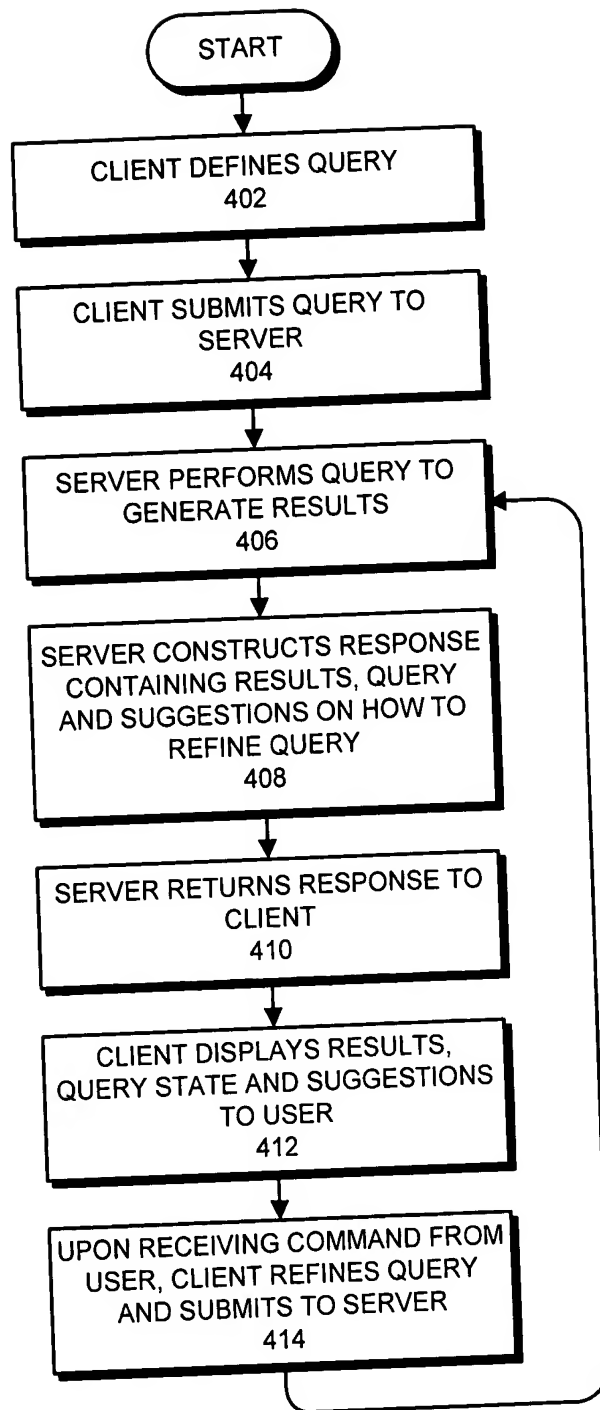 START
CLIENT DEFINES QUERY
402
CLIENT SUBMITS QUERY TO
SERVER
404
SERVER PERFORMS QUERY TO
GENERATE RESULTS
406
SERVER CONSTRUCTS RESPONSE
CONTAINING RESULTS, QUERY
AND SUGGESTIONS ON HOW TO
REFINE QUERY
408
SERVER RETURNS RESPONSE TO
CLIENT
410
CLIENT DISPLAYS RESULTS,
QUERY STATE AND SUGGESTIONS
TO USER
412
UPON RECEIVING COMMAND FROM
USER, CLIENT REFINES QUERY
AND SUBMITS TO SERVER
414